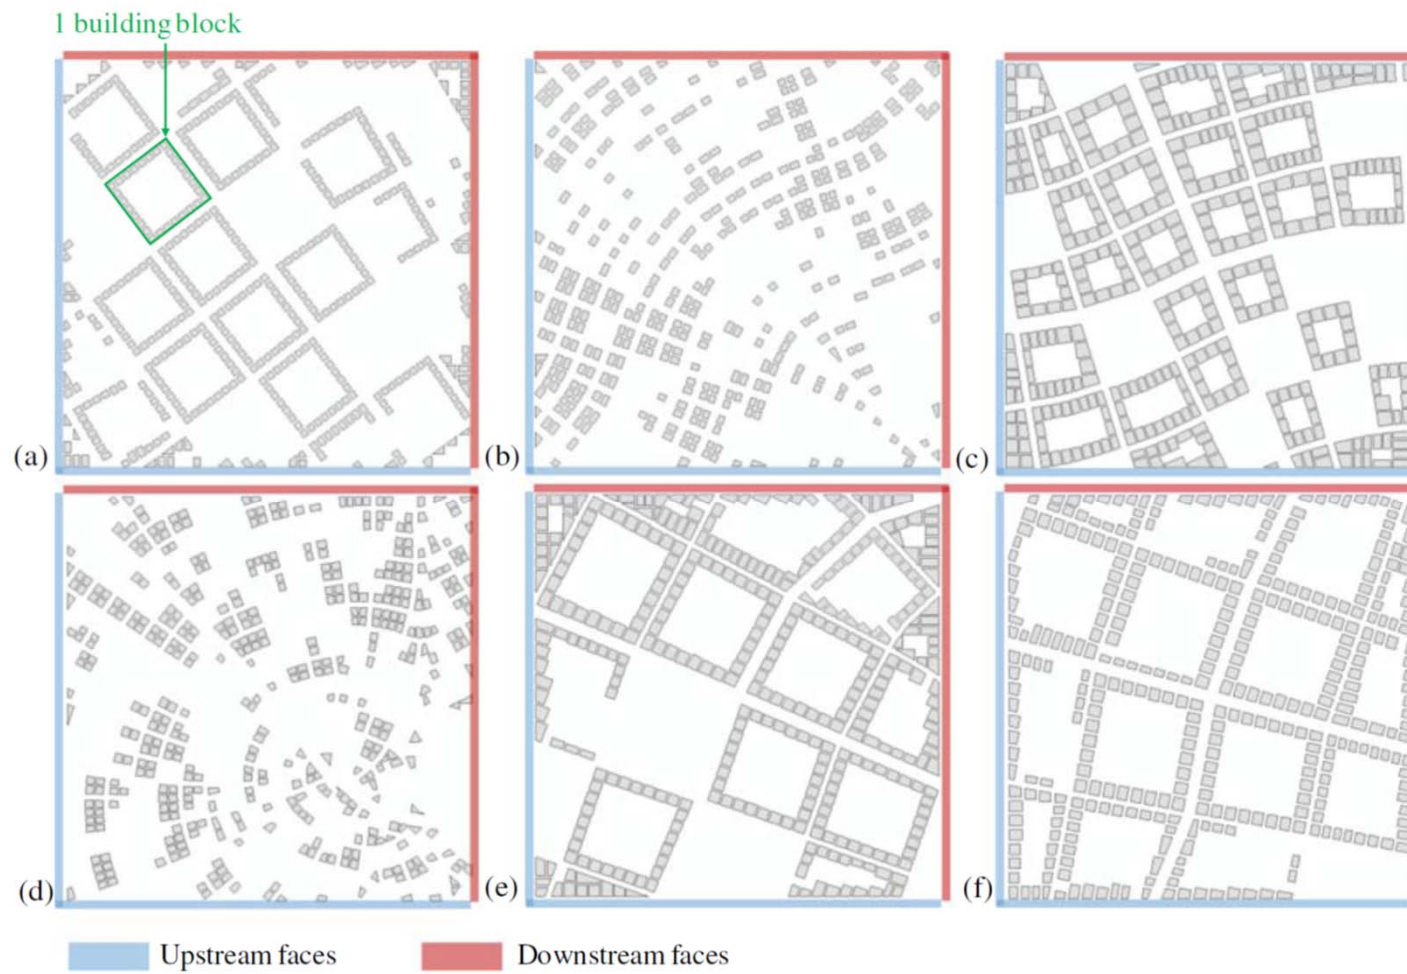 1 building block
(a)
(b)
(c)
(d)
(e)
(f)
Upstream faces
Downstream faces